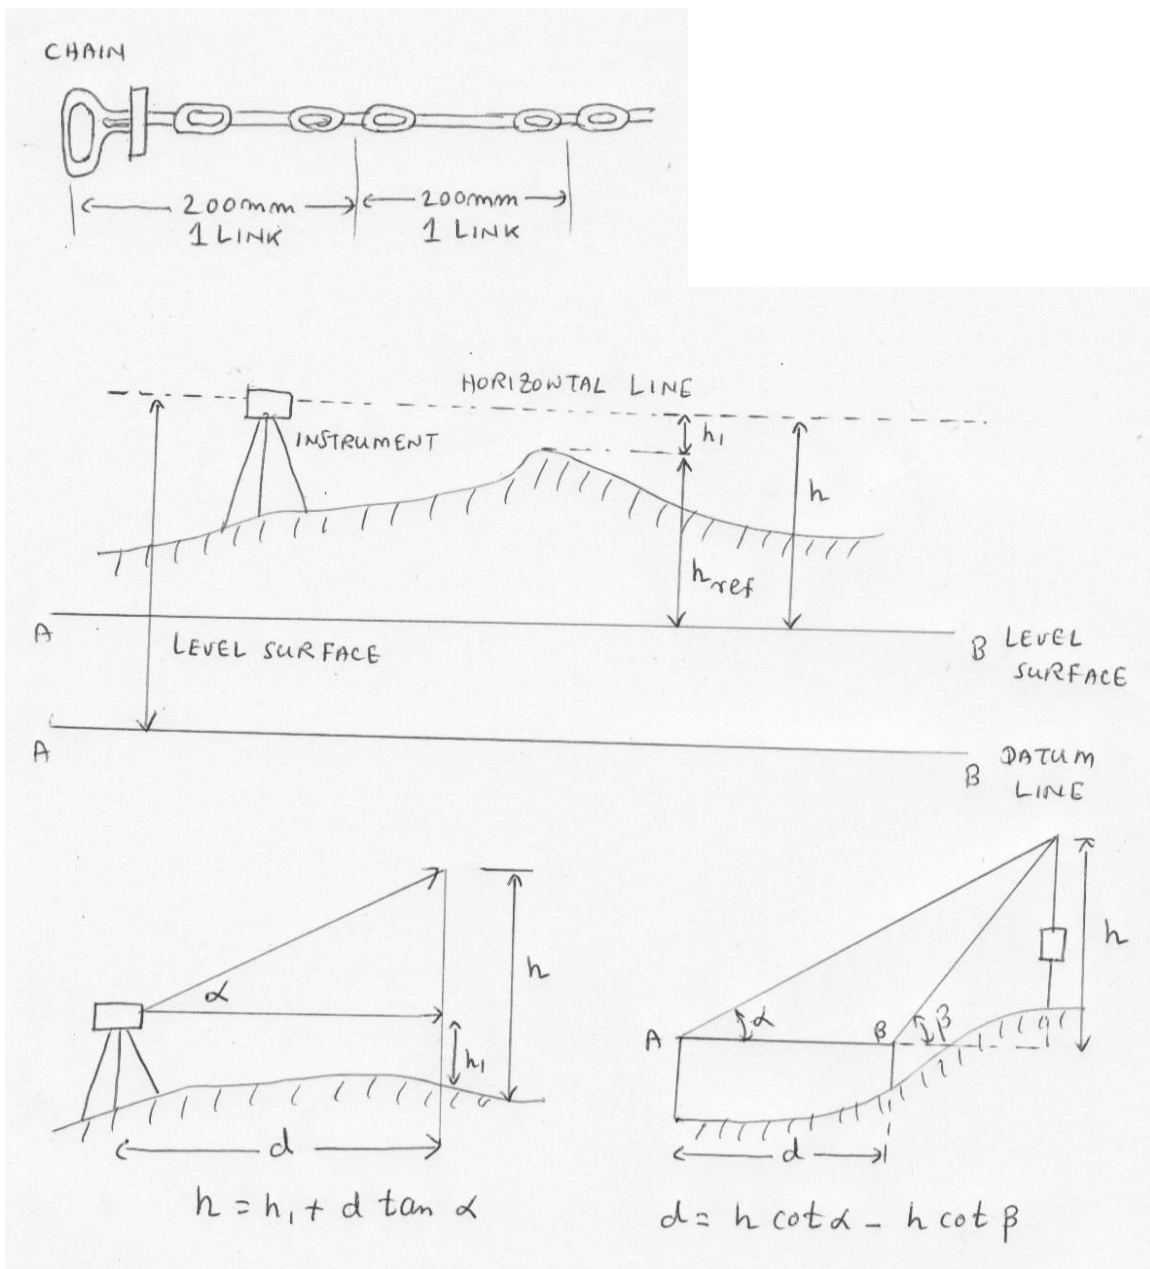 CHAIN
200mm
1 LINK
200mm
1 LINK
HORIZONTAL LINE
INSTRUMENT
h₁
h
h_ref
A
LEVEL SURFACE
B LEVEL
SURFACE
A
B DATUM
LINE
α
h
h₁
d
h = h₁ + d tan α
h
A
α
B
β
d
d = h cot α - h cot β